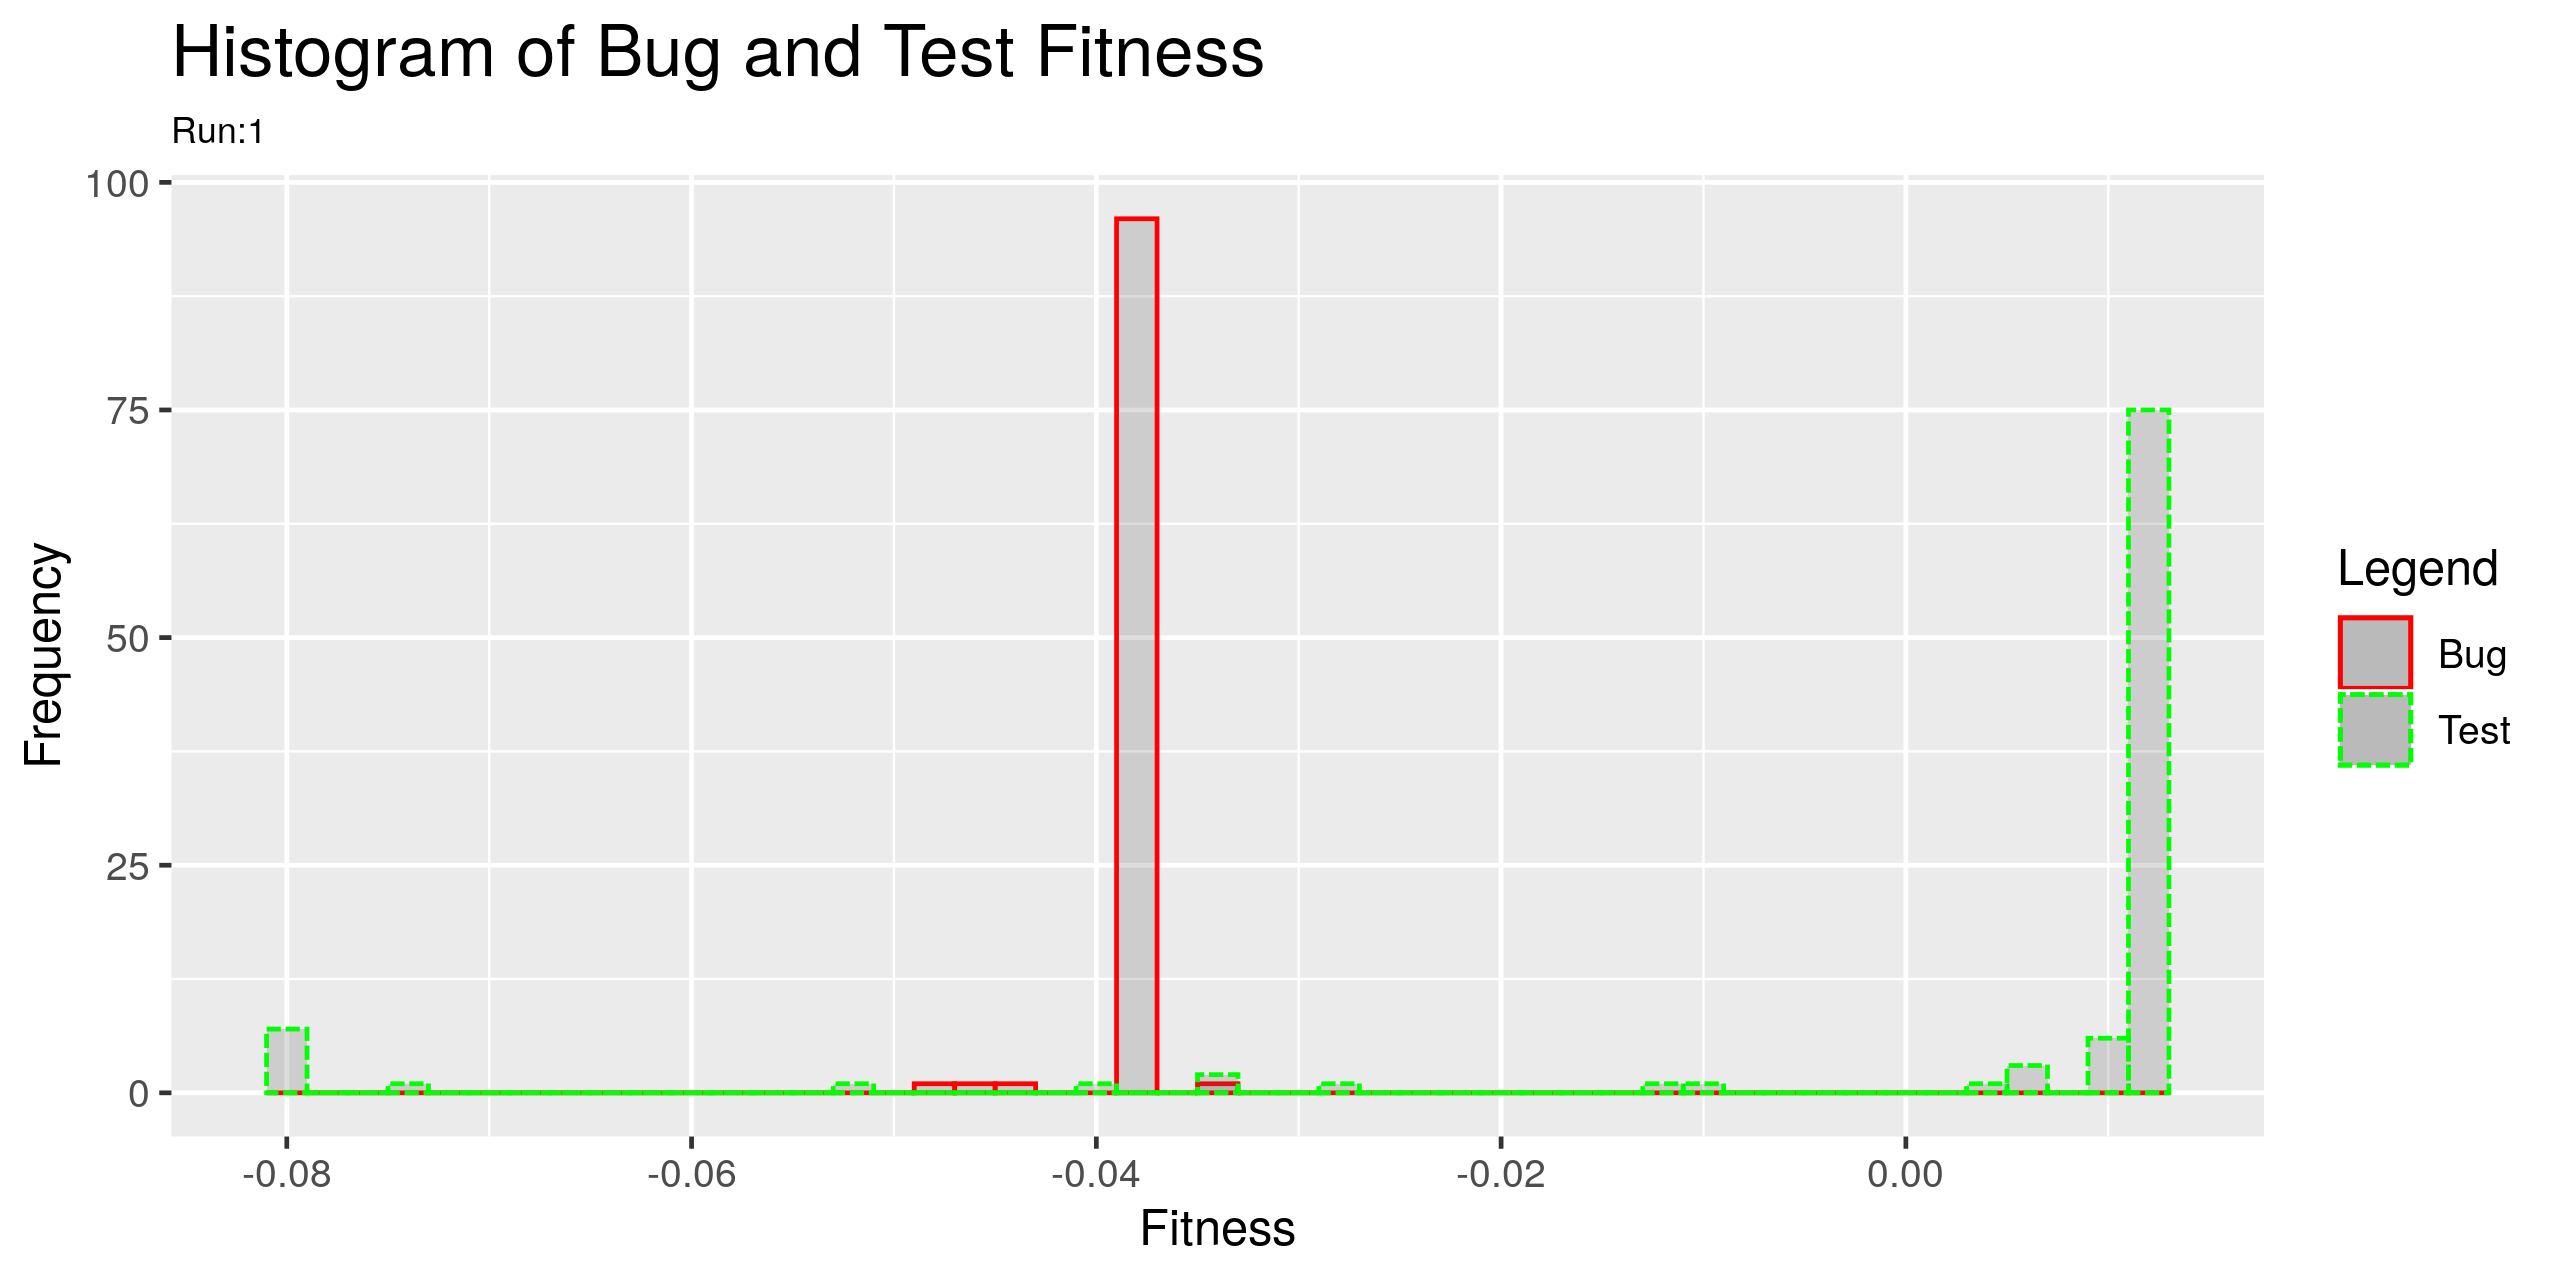 Histogram of Bug and Test Fitness
Run:1
100
75
50
25
0
Frequency
-0.08
-0.06
-0.04
-0.02
0.00
Fitness
Legend
Bug
Test